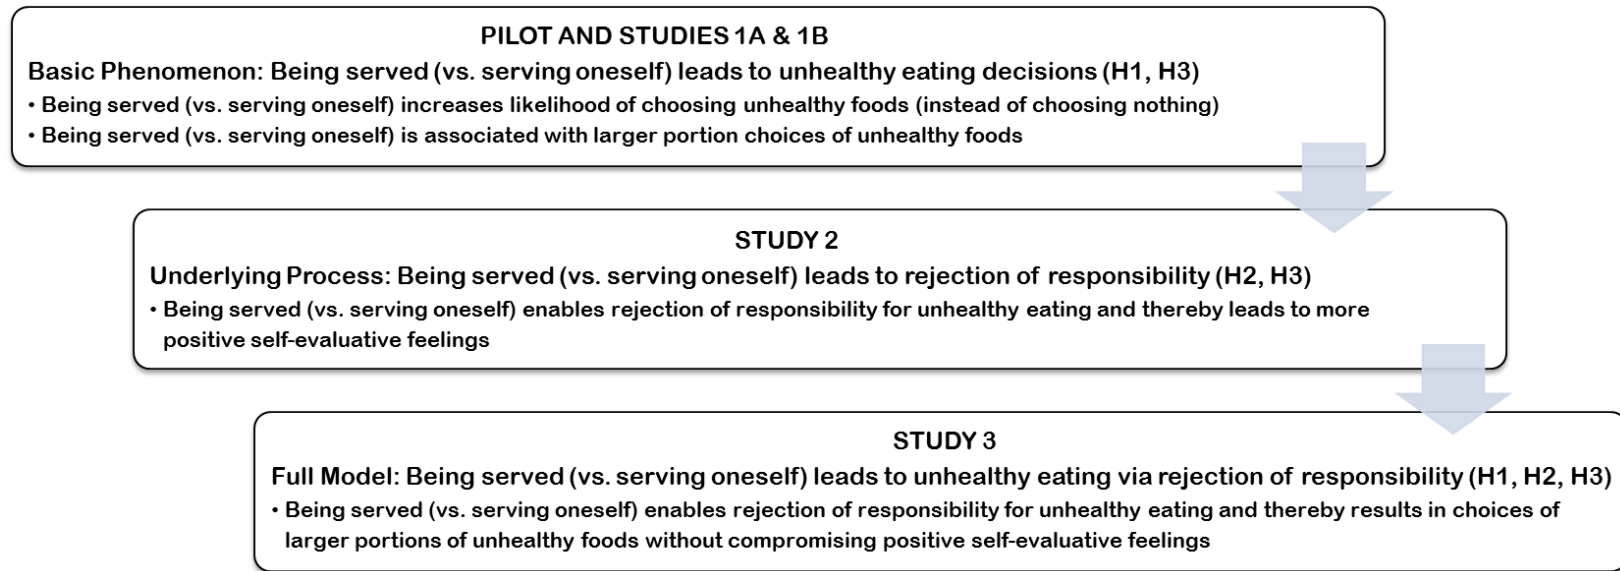 PILOT AND STUDIES 1A & 1B
Basic Phenomenon: Being served (vs. serving oneself) leads to unhealthy eating decisions (H1, H3)
• Being served (vs. serving oneself) increases likelihood of choosing unhealthy foods (instead of choosing nothing)
• Being served (vs. serving oneself) is associated with larger portion choices of unhealthy foods
STUDY 2
Underlying Process: Being served (vs. serving oneself) leads to rejection of responsibility (H2, H3)
• Being served (vs. serving oneself) enables rejection of responsibility for unhealthy eating and thereby leads to more
positive self-evaluative feelings
STUDY 3
Full Model: Being served (vs. serving oneself) leads to unhealthy eating via rejection of responsibility (H1, H2, H3)
• Being served (vs. serving oneself) enables rejection of responsibility for unhealthy eating and thereby results in choices of
larger portions of unhealthy foods without compromising positive self-evaluative feelings